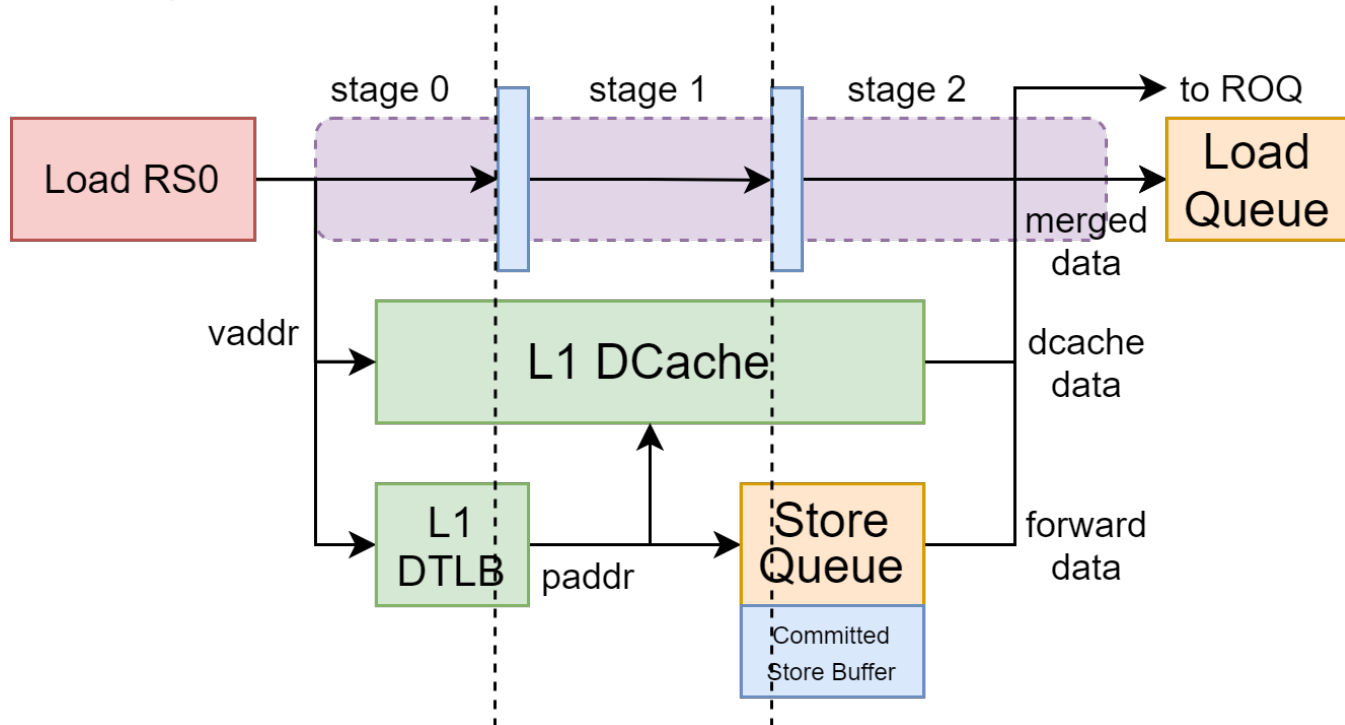 stage 0
stage 1
stage 2
to ROQ
Load RS0
Load
Queue
merged
data
vaddr
L1 DCache
dcache
data
L1
DTLB
paddr
Store
Queue
forward
data
Committed
Store Buffer